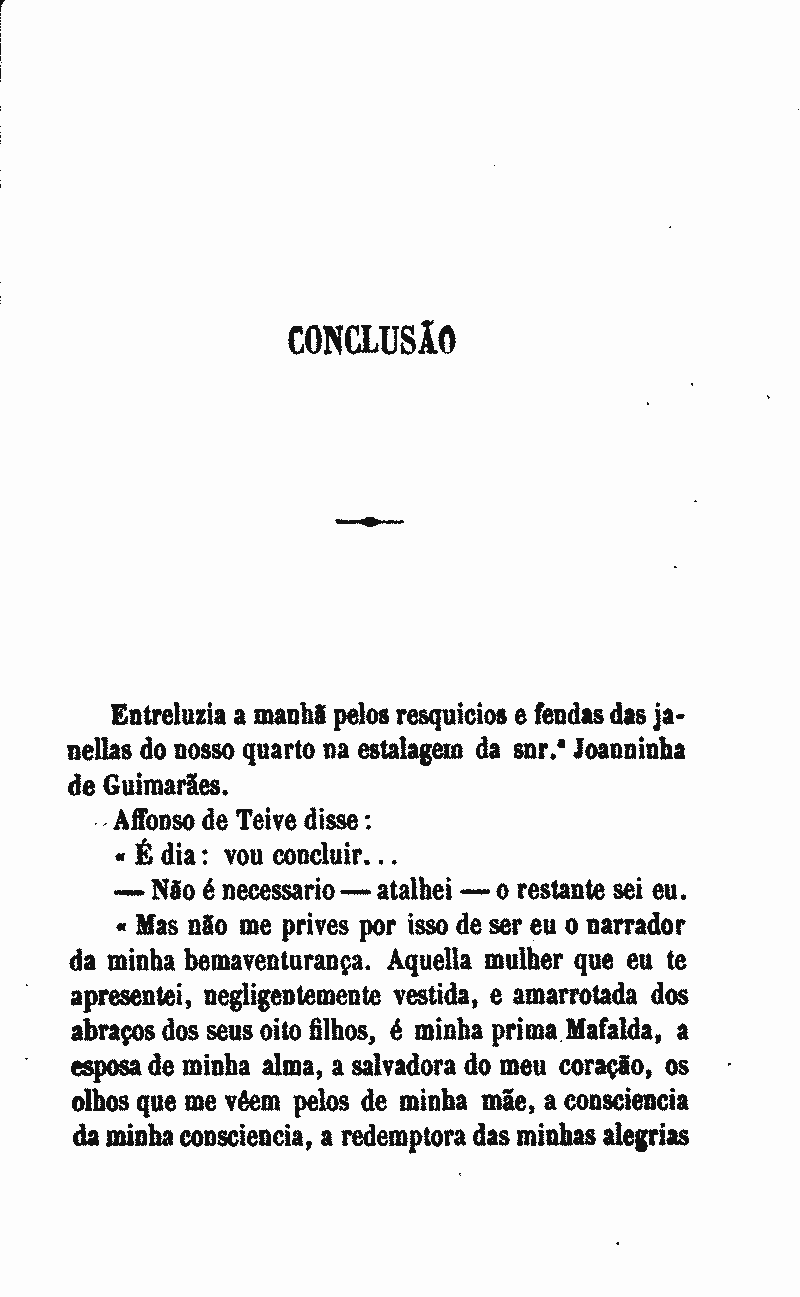 CONCLUSÃO
Entreluzia a manhã pelos resquicios e fendas das ja-
nellas do nosso quarto na estalagem da snr.ª Joanninha
de Guimarães.
Affonso de Teive disse:
« É dia: vou concluir...
— Não é necessario — atalhei — o restante sei eu.
« Mas não me prives por isso de ser eu o narrador
da minha bemaventurança. Aquella mulher que eu te
apresentei, negligentemente vestida, e amarrotada dos
abraços dos seus oito filhos, é minha prima Mafalda, a
esposa de minha alma, a salvadora do meu coração, os
olhos que me vêem pelos de minha mãe, a consciencia
da minha consciencia, a redemptora das minhas alegrias